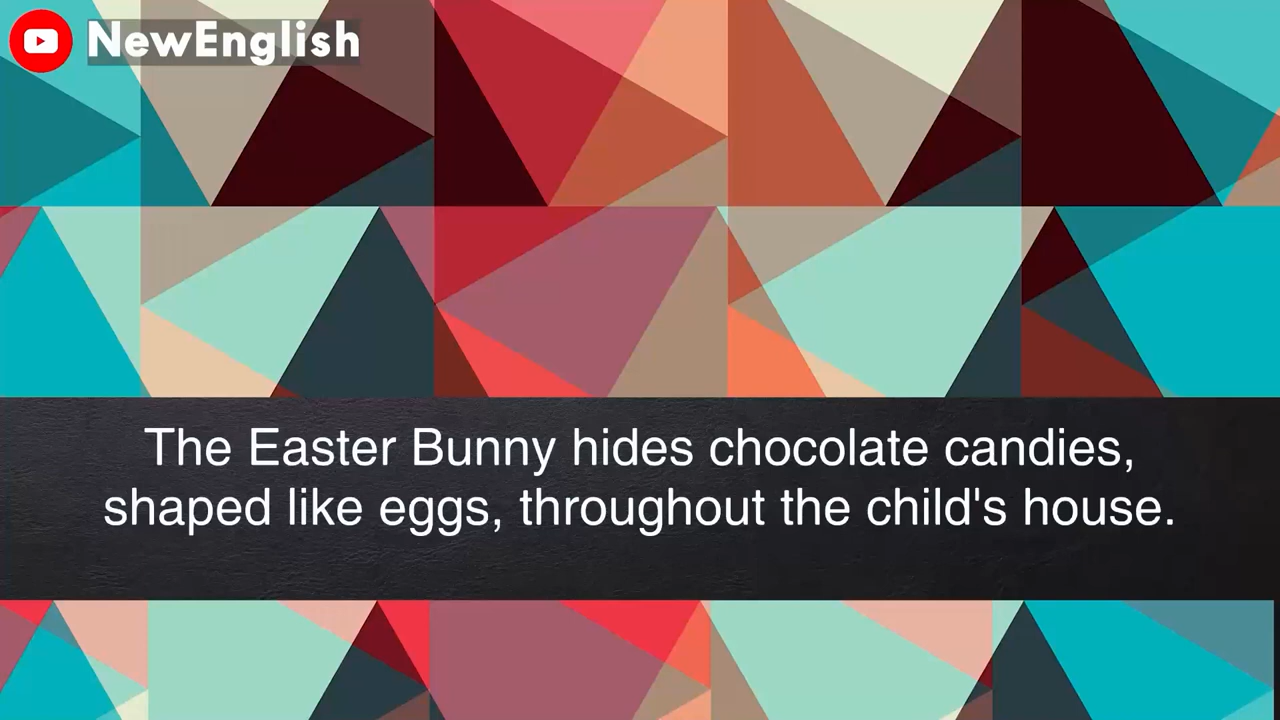 NewEnglish
The Easter Bunny hides chocolate candies,
shaped like eggs, throughout the child's house.